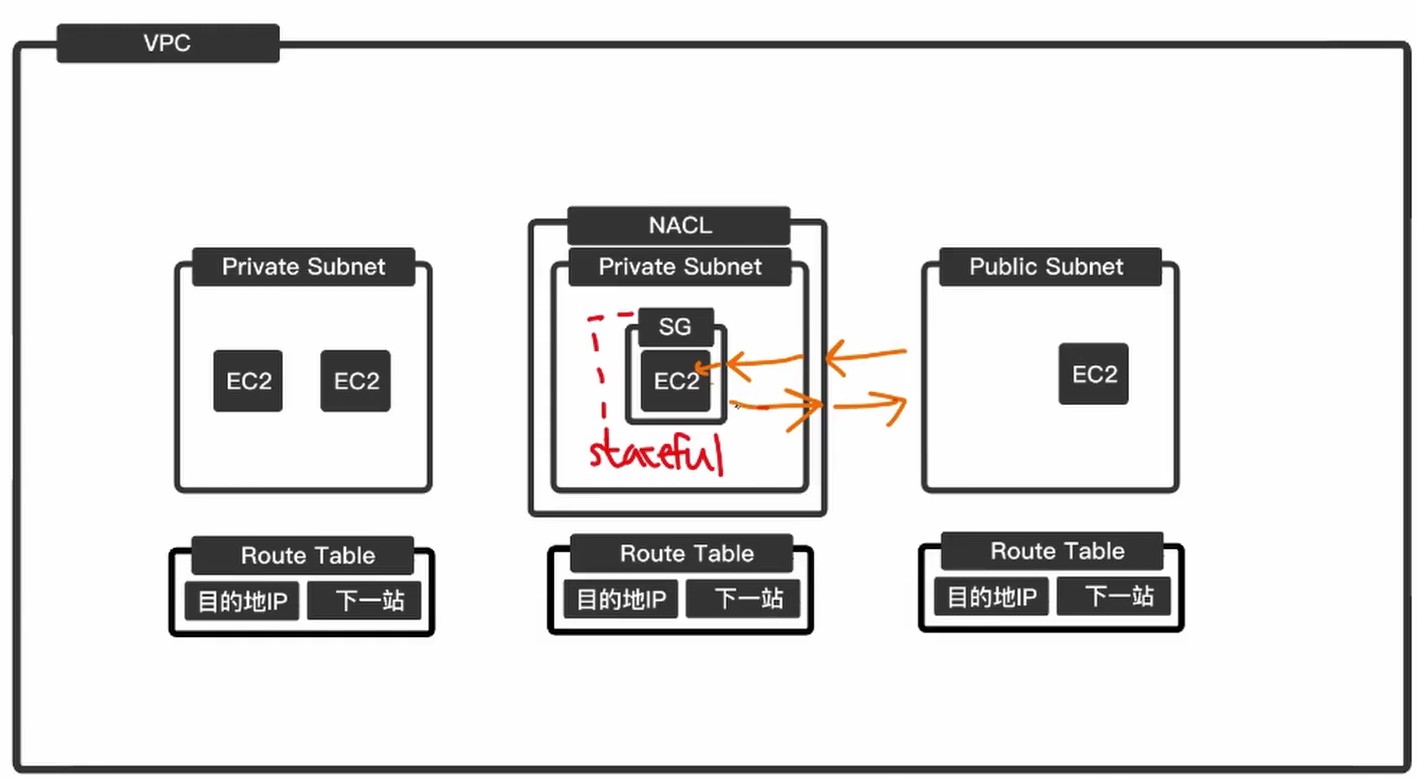 VPC
NACL
Private Subnet
Private Subnet
Public Subnet
SG
EC2
EC2
EC2
EC2
staceful
Route Table
Route Table
Route Table
目的地IP
下一站
目的地IP
下一站
目的地IP
下一站